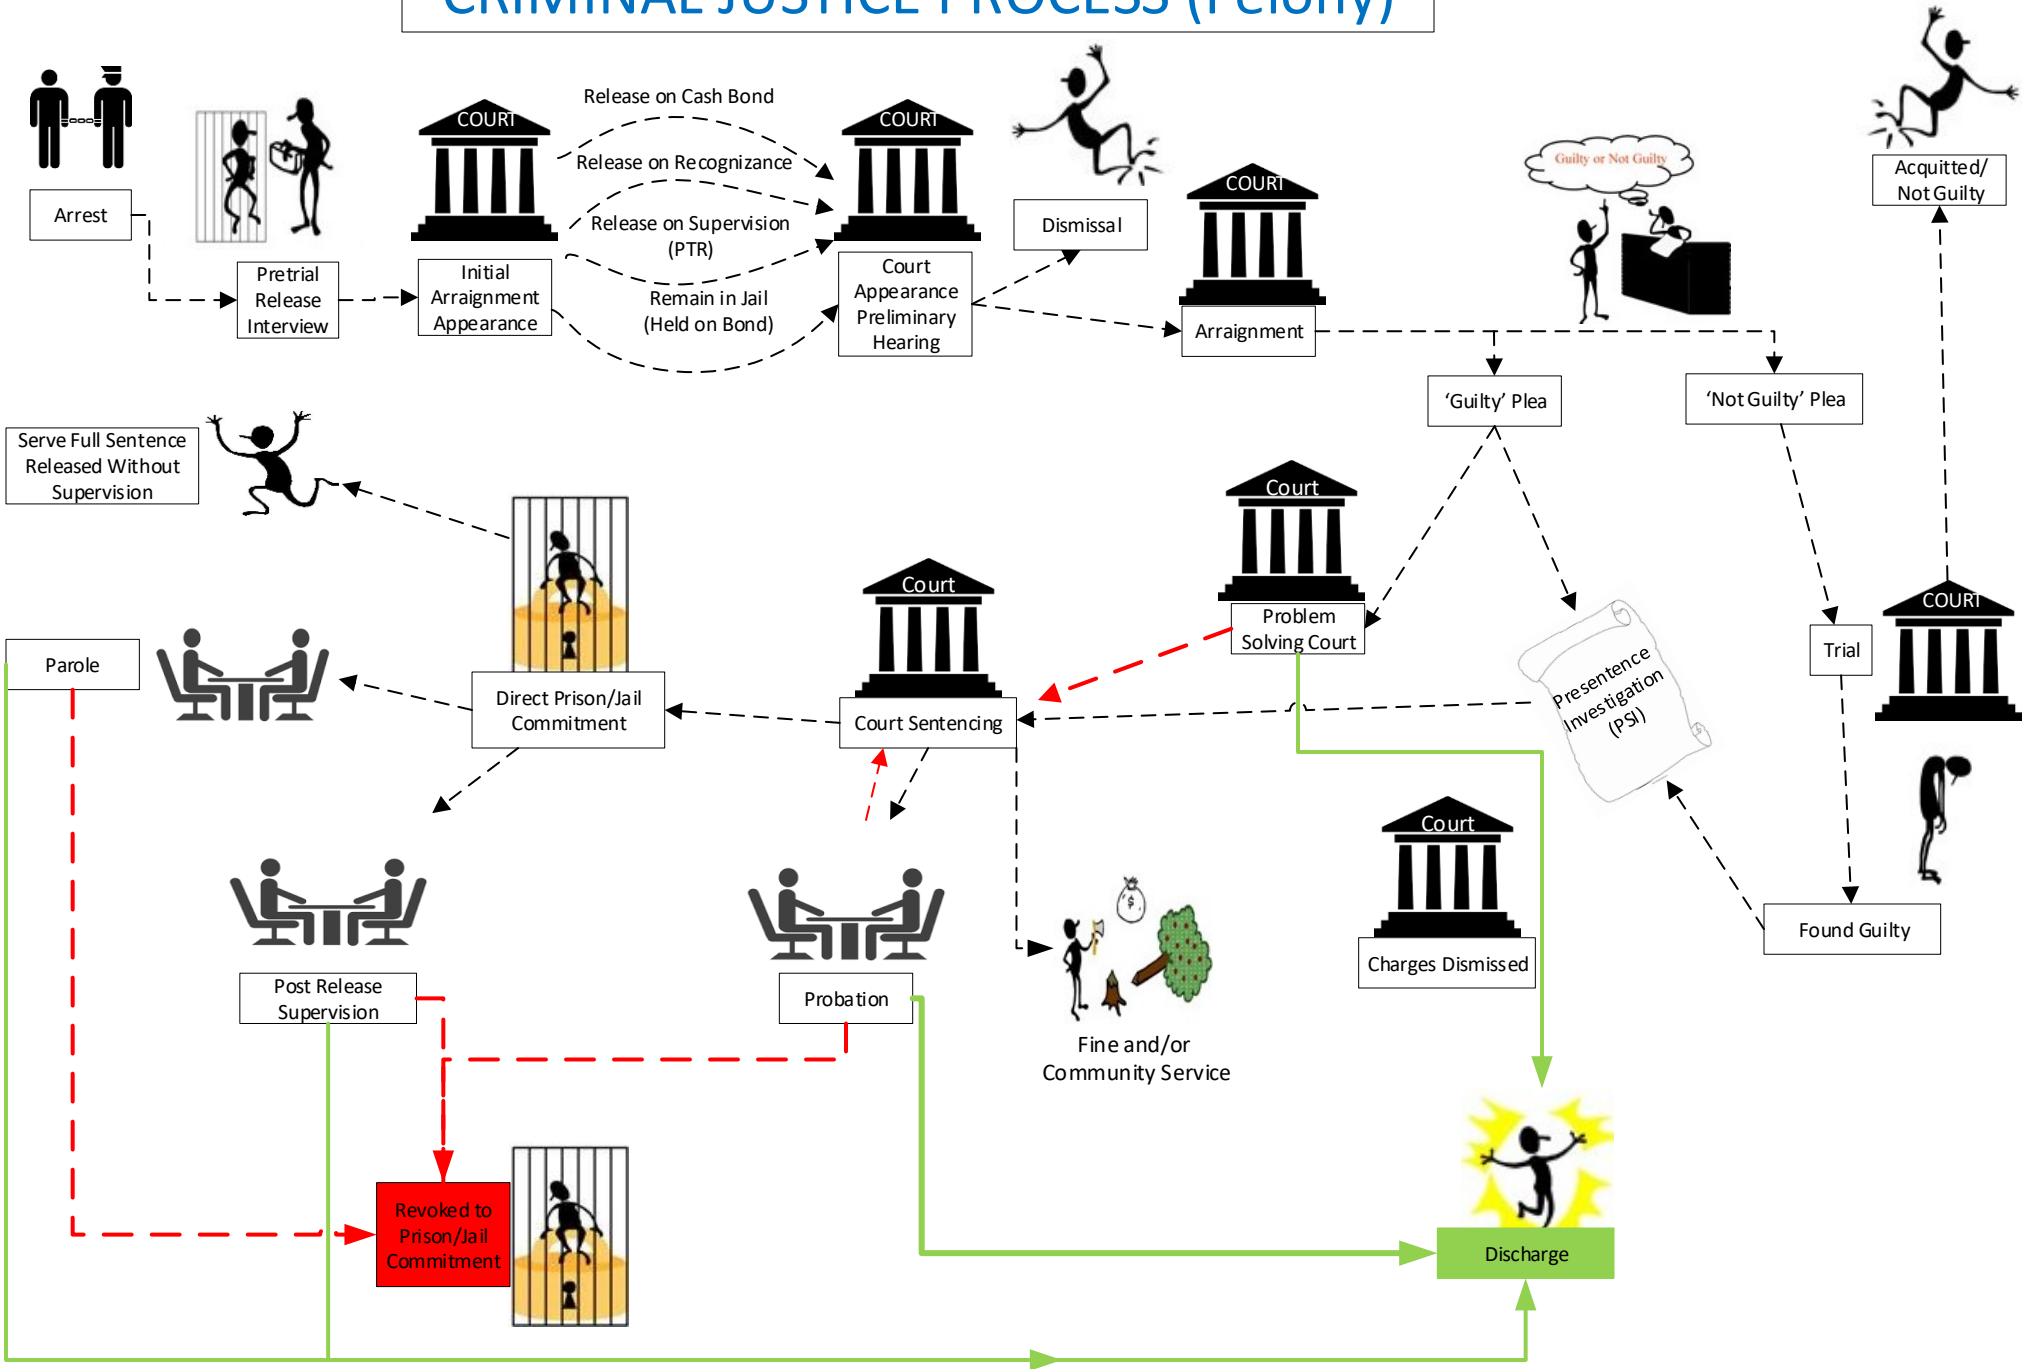 CRIMINAL JUSTICE PROCESS (Felony)
COURT
Release on Cash Bond
Release on Recognizance
Release on Supervision
(PTR)
Remain in Jail
(Held on Bond)
COURT
Arrest
Pretrial
Release
Interview
Initial
Arraignment
Appearance
Court
Appearance
Preliminary
Hearing
Dismissal
COURT
Arraignment
Guilty or Not Guilty
Acquitted/
Not Guilty
‘Guilty’ Plea
‘Not Guilty’ Plea
Serve Full Sentence
Released Without
Supervision
Court
Problem
Solving Court
Court
Court Sentencing
Direct Prison/Jail
Commitment
Parole
Presentence
Investigation
(PSI)
Trial
COURT
Found Guilty
Court
Charges Dismissed
Post Release
Supervision
Probation
$
Fine and/or
Community Service
Revoked to
Prison/Jail
Commitment
Discharge